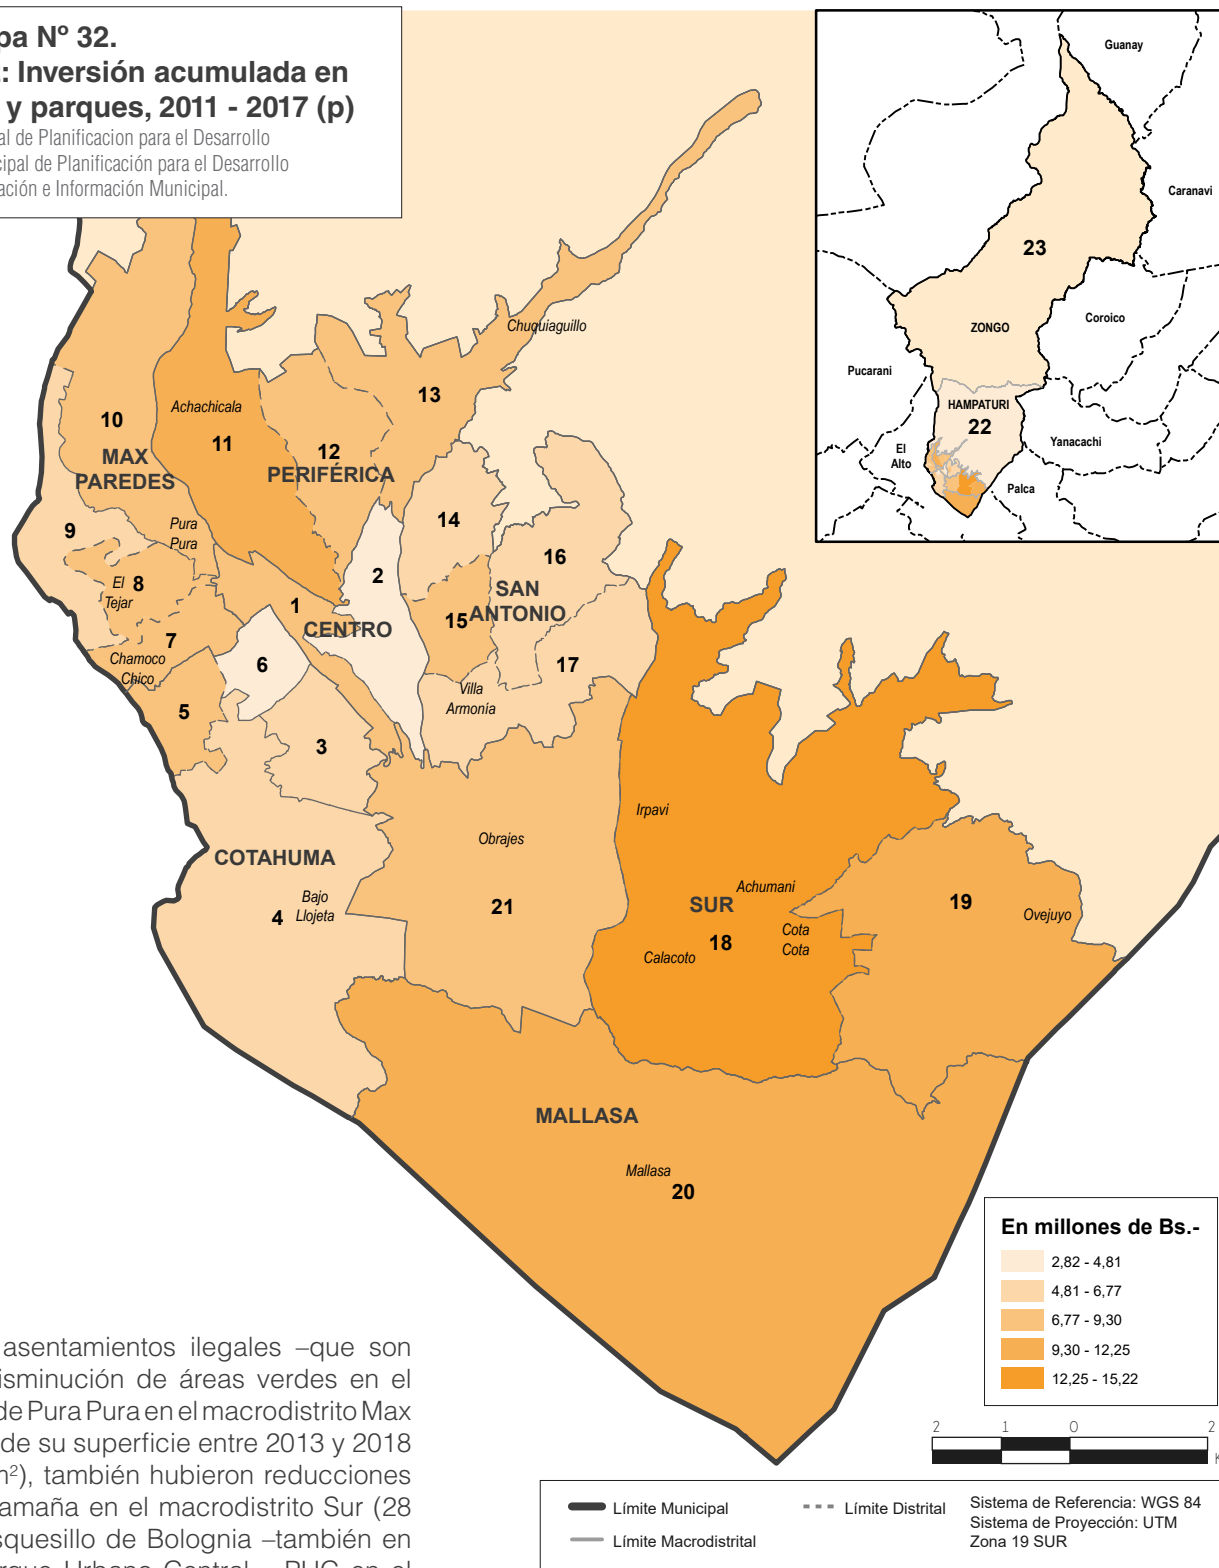 pa Nº 32.
: Inversión acumulada en
y parques, 2011 - 2017 (p)
al de Planificacion para el Desarrollo
cipal de Planificación para el Desarrollo
ación e Información Municipal.
Guanay
Caranavi
23
ZONGO
Coroico
Pucarani
HAMPATURI
22
El
Alto
Yanacachi
Palca
Chuquiaguillo
13
10
Achachicala
11
12
MAX
PAREDES
PERIFÉRICA
9
Pura
Pura
14
16
2
El
Tejar
8
SAN
ANTONIO
1
CENTRO
15
7
Chamoco
Chico
6
17
Villa
Armonía
5
3
Irpavi
Obrajes
COTAHUMA
Achumani
4
Bajo
Llojeta
21
SUR
19
Ovejuyo
18
Cota
Cota
Calacoto
MALLASA
Mallasa
20
En millones de Bs.-
2,82 - 4,81
4,81 - 6,77
6,77 - 9,30
9,30 - 12,25
12,25 - 15,22
2 1 0 2
Límite Municipal
Límite Distrital
Límite Macrodistrital
Sistema de Referencia: WGS 84
Sistema de Proyección: UTM
Zona 19 SUR
asentamientos ilegales –que son
isminución de áreas verdes en el
de Pura Pura en el macrodistrito Max
de su superficie entre 2013 y 2018
m²), también hubieron reducciones
amaña en el macrodistrito Sur (28
squesillo de Bolognia –también en